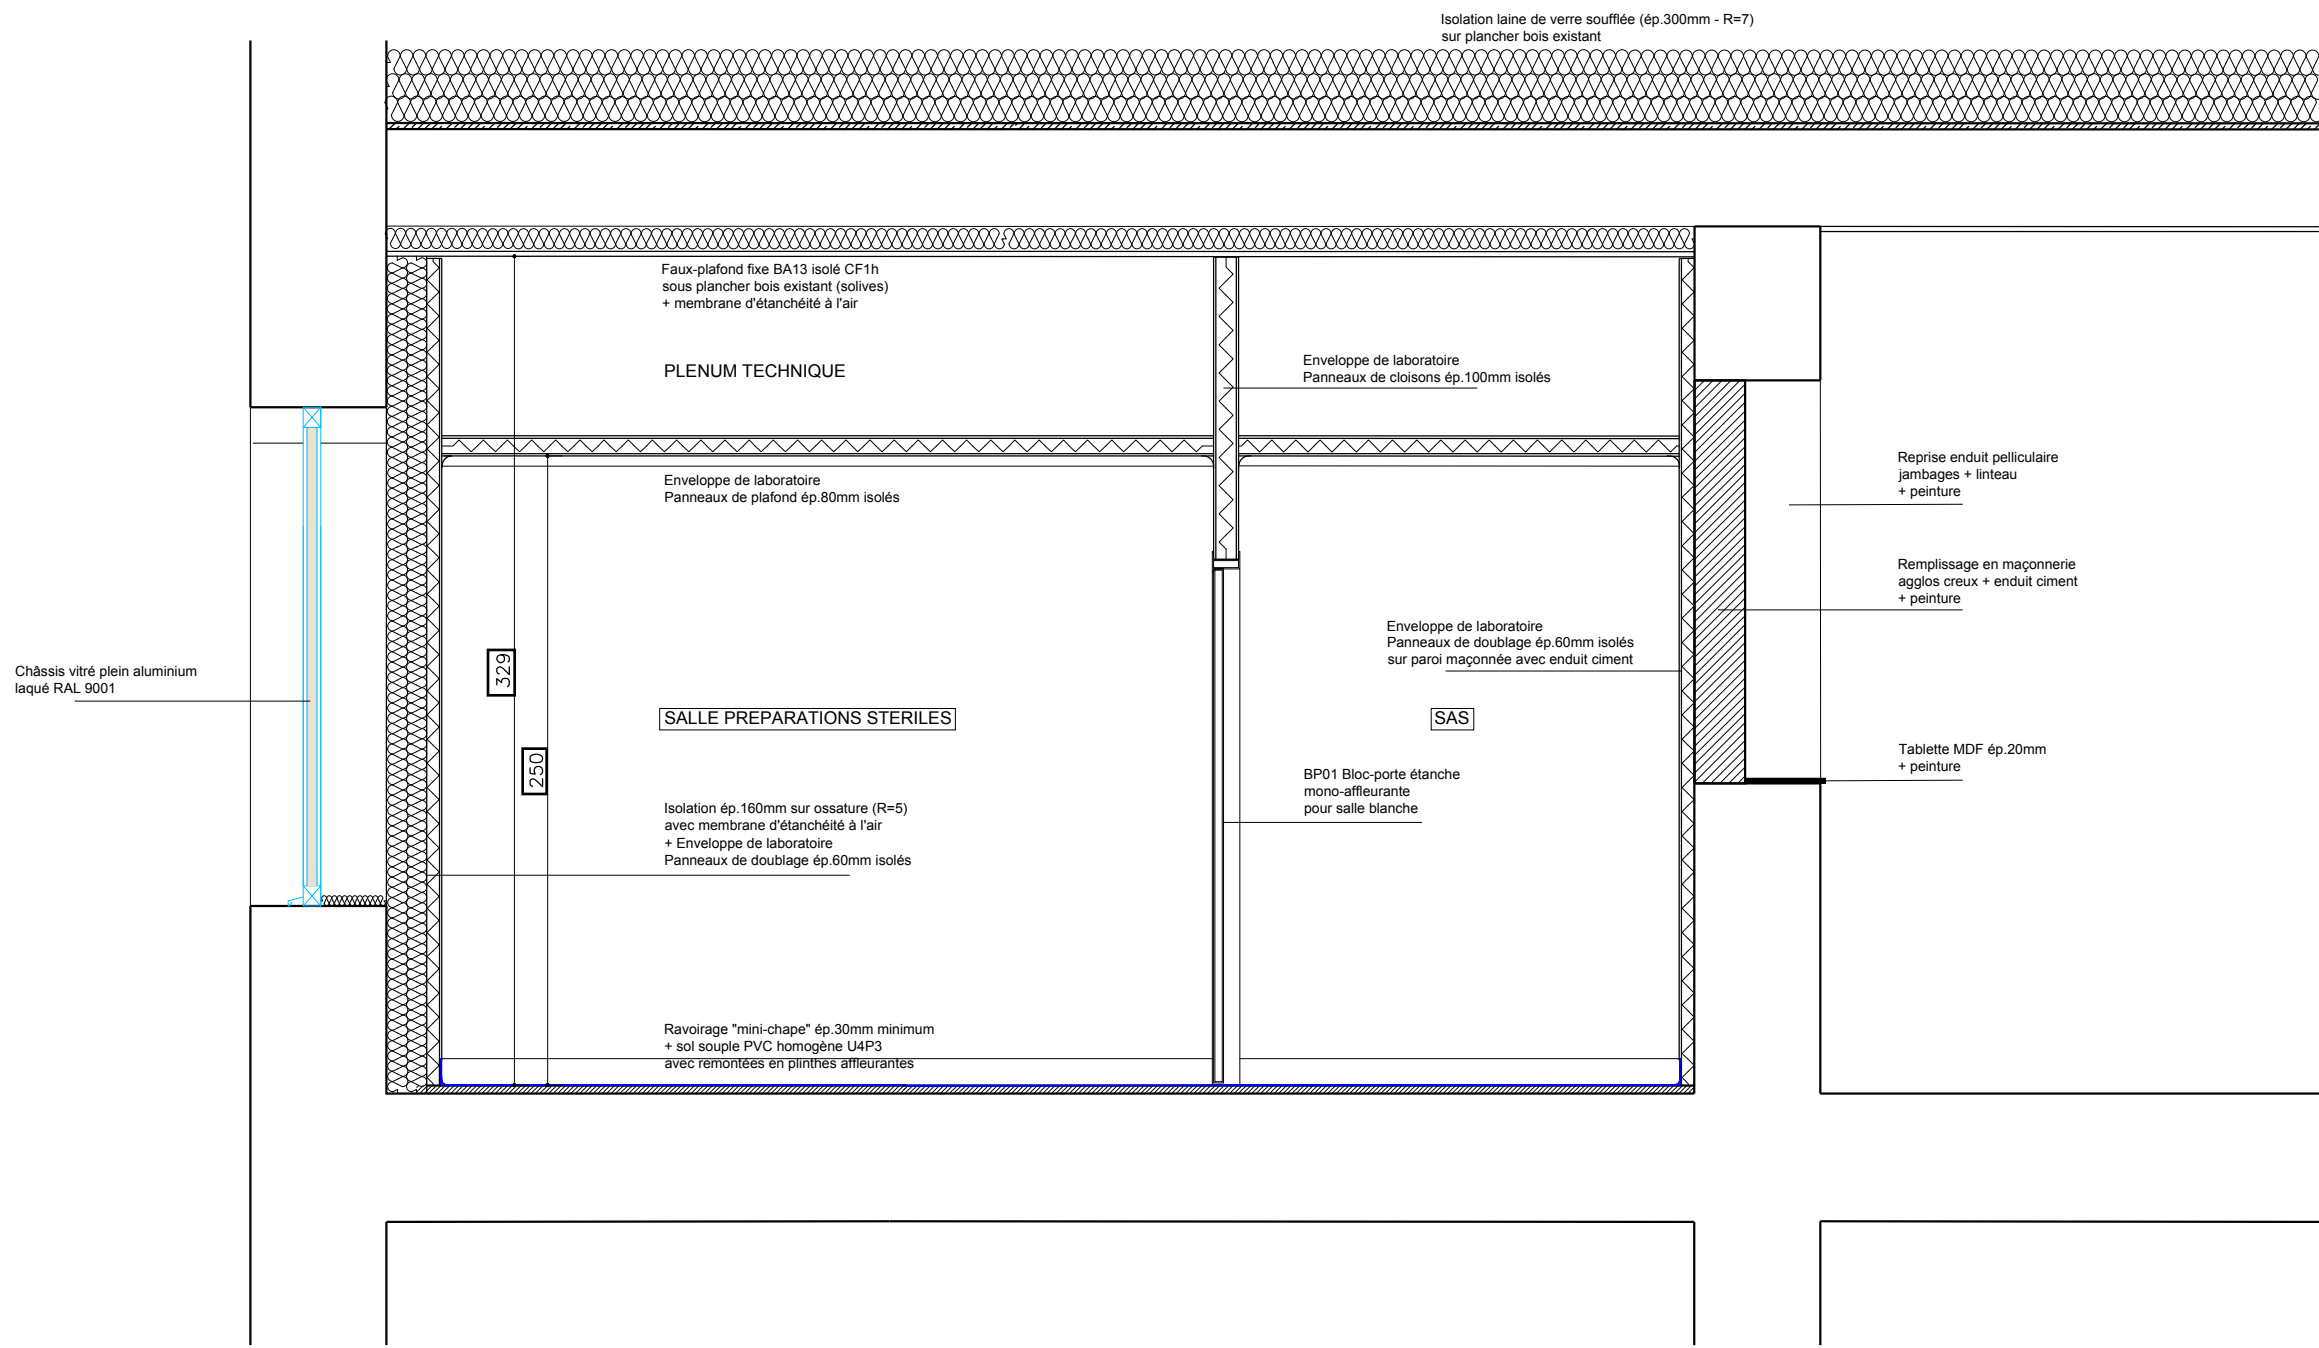 Isolation laine de verre soufflée (ép.300mm - R=7)
sur plancher bois existant
Faux-plafond fixe BA13 isolé CF1h
sous plancher bois existant (solives)
+ membrane d'étanchéité à l'air
PLENUM TECHNIQUE
Enveloppe de laboratoire
Panneaux de cloisons ép.100mm isolés
Enveloppe de laboratoire
Panneaux de plafond ép.80mm isolés
Reprise enduit pelliculaire
jambages + linteau
+ peinture
Remplissage en maçonnerie
agglos creux + enduit ciment
+ peinture
Enveloppe de laboratoire
Panneaux de doublage ép.60mm isolés
sur paroi maçonnée avec enduit ciment
Châssis vitré plein aluminium
laqué RAL 9001
329
SALLE PREPARATIONS STERILES
SAS
250
Tablette MDF ép.20mm
+ peinture
BP01 Bloc-porte étanche
mono-affleurante
pour salle blanche
Isolation ép.160mm sur ossature (R=5)
avec membrane d'étanchéité à l'air
+ Enveloppe de laboratoire
Panneaux de doublage ép.60mm isolés
Ravoirage "mini-chape" ép.30mm minimum
+ sol souple PVC homogène U4P3
avec remontées en plinthes affleurantes